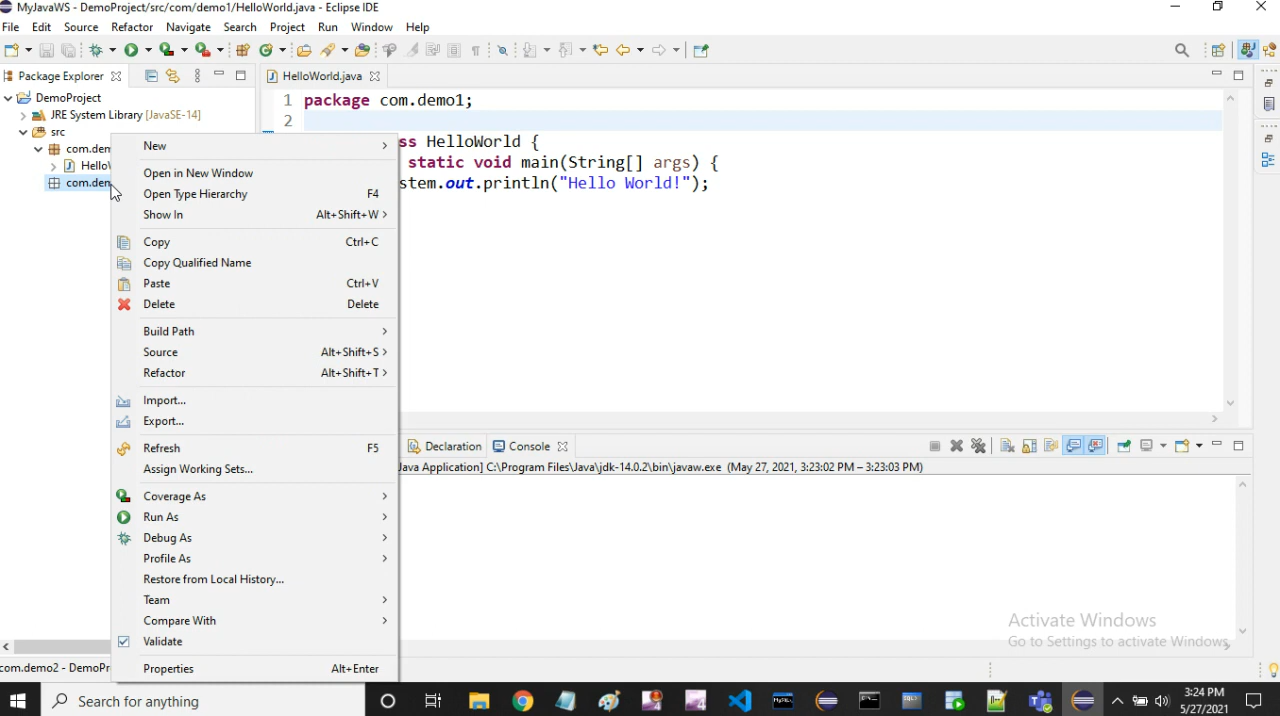 MyJavaWS - DemoProject/src/com/demo1/HelloWorld.java - Eclipse IDE
File Edit Source Refactor Navigate Search Project Run Window Help
Package Explorer
HelloWorld.java
DemoProject
JRE System Library [JavaSE-14]
src
1 package com.demo1;
2
ss HelloWorld {
static void main(String[] args) {
stem.out.println("Hello World!");
New
Open in New Window
Open Type Hierarchy F4
Show In Alt+Shift+W
Copy Ctrl+C
Copy Qualified Name
Paste Ctrl+V
Delete Delete
Build Path
Source Alt+Shift+S
Refactor Alt+Shift+T
Import...
Export...
Refresh F5
Assign Working Sets...
Coverage As
Run As
Debug As
Profile As
Restore from Local History...
Team
Compare With
Validate
Properties Alt+Enter
Declaration Console
Java Application] C:\Program Files\Java\jdk-14.0.2\bin\javaw.exe (May 27, 2021, 3:23:02 PM – 3:23:03 PM)
Activate Windows
Go to Settings to activate Windows.
com.demo2 - DemoPr
Type here: Search for anything
3:24 PM
5/27/2021